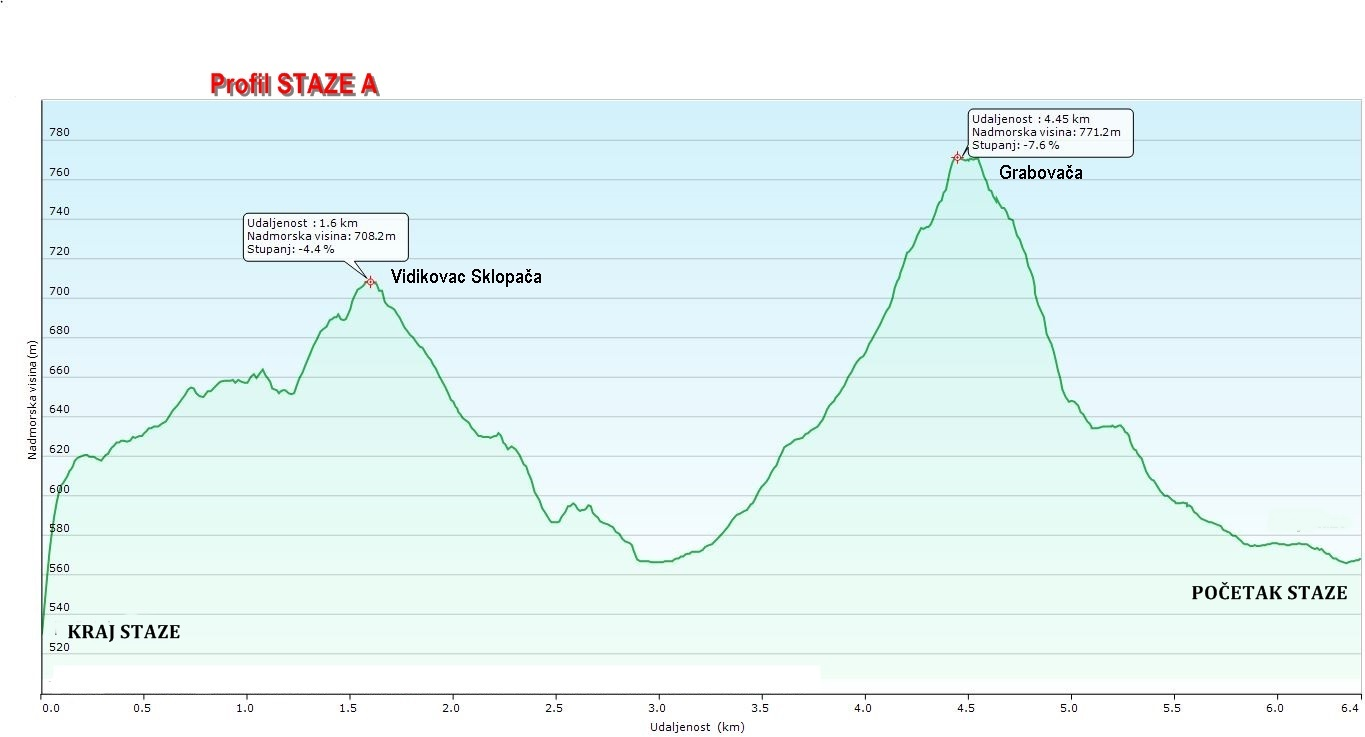 Profil STAZE A
780
760
740
720
700
680
660
640
620
600
580
560
540
520
Nadmorska visina (m)
Udaljenost : 1.6 km
Nadmorska visina: 708.2m
Stupanj: -4.4 %
Vidikovac Sklopača
Udaljenost : 4.45 km
Nadmorska visina: 771.2m
Stupanj: -7.6 %
Grabovača
POČETAK STAZE
KRAJ STAZE
0.0 0.5 1.0 1.5 2.0 2.5 3.0 3.5 4.0 4.5 5.0 5.5 6.0 6.4
Udaljenost (km)